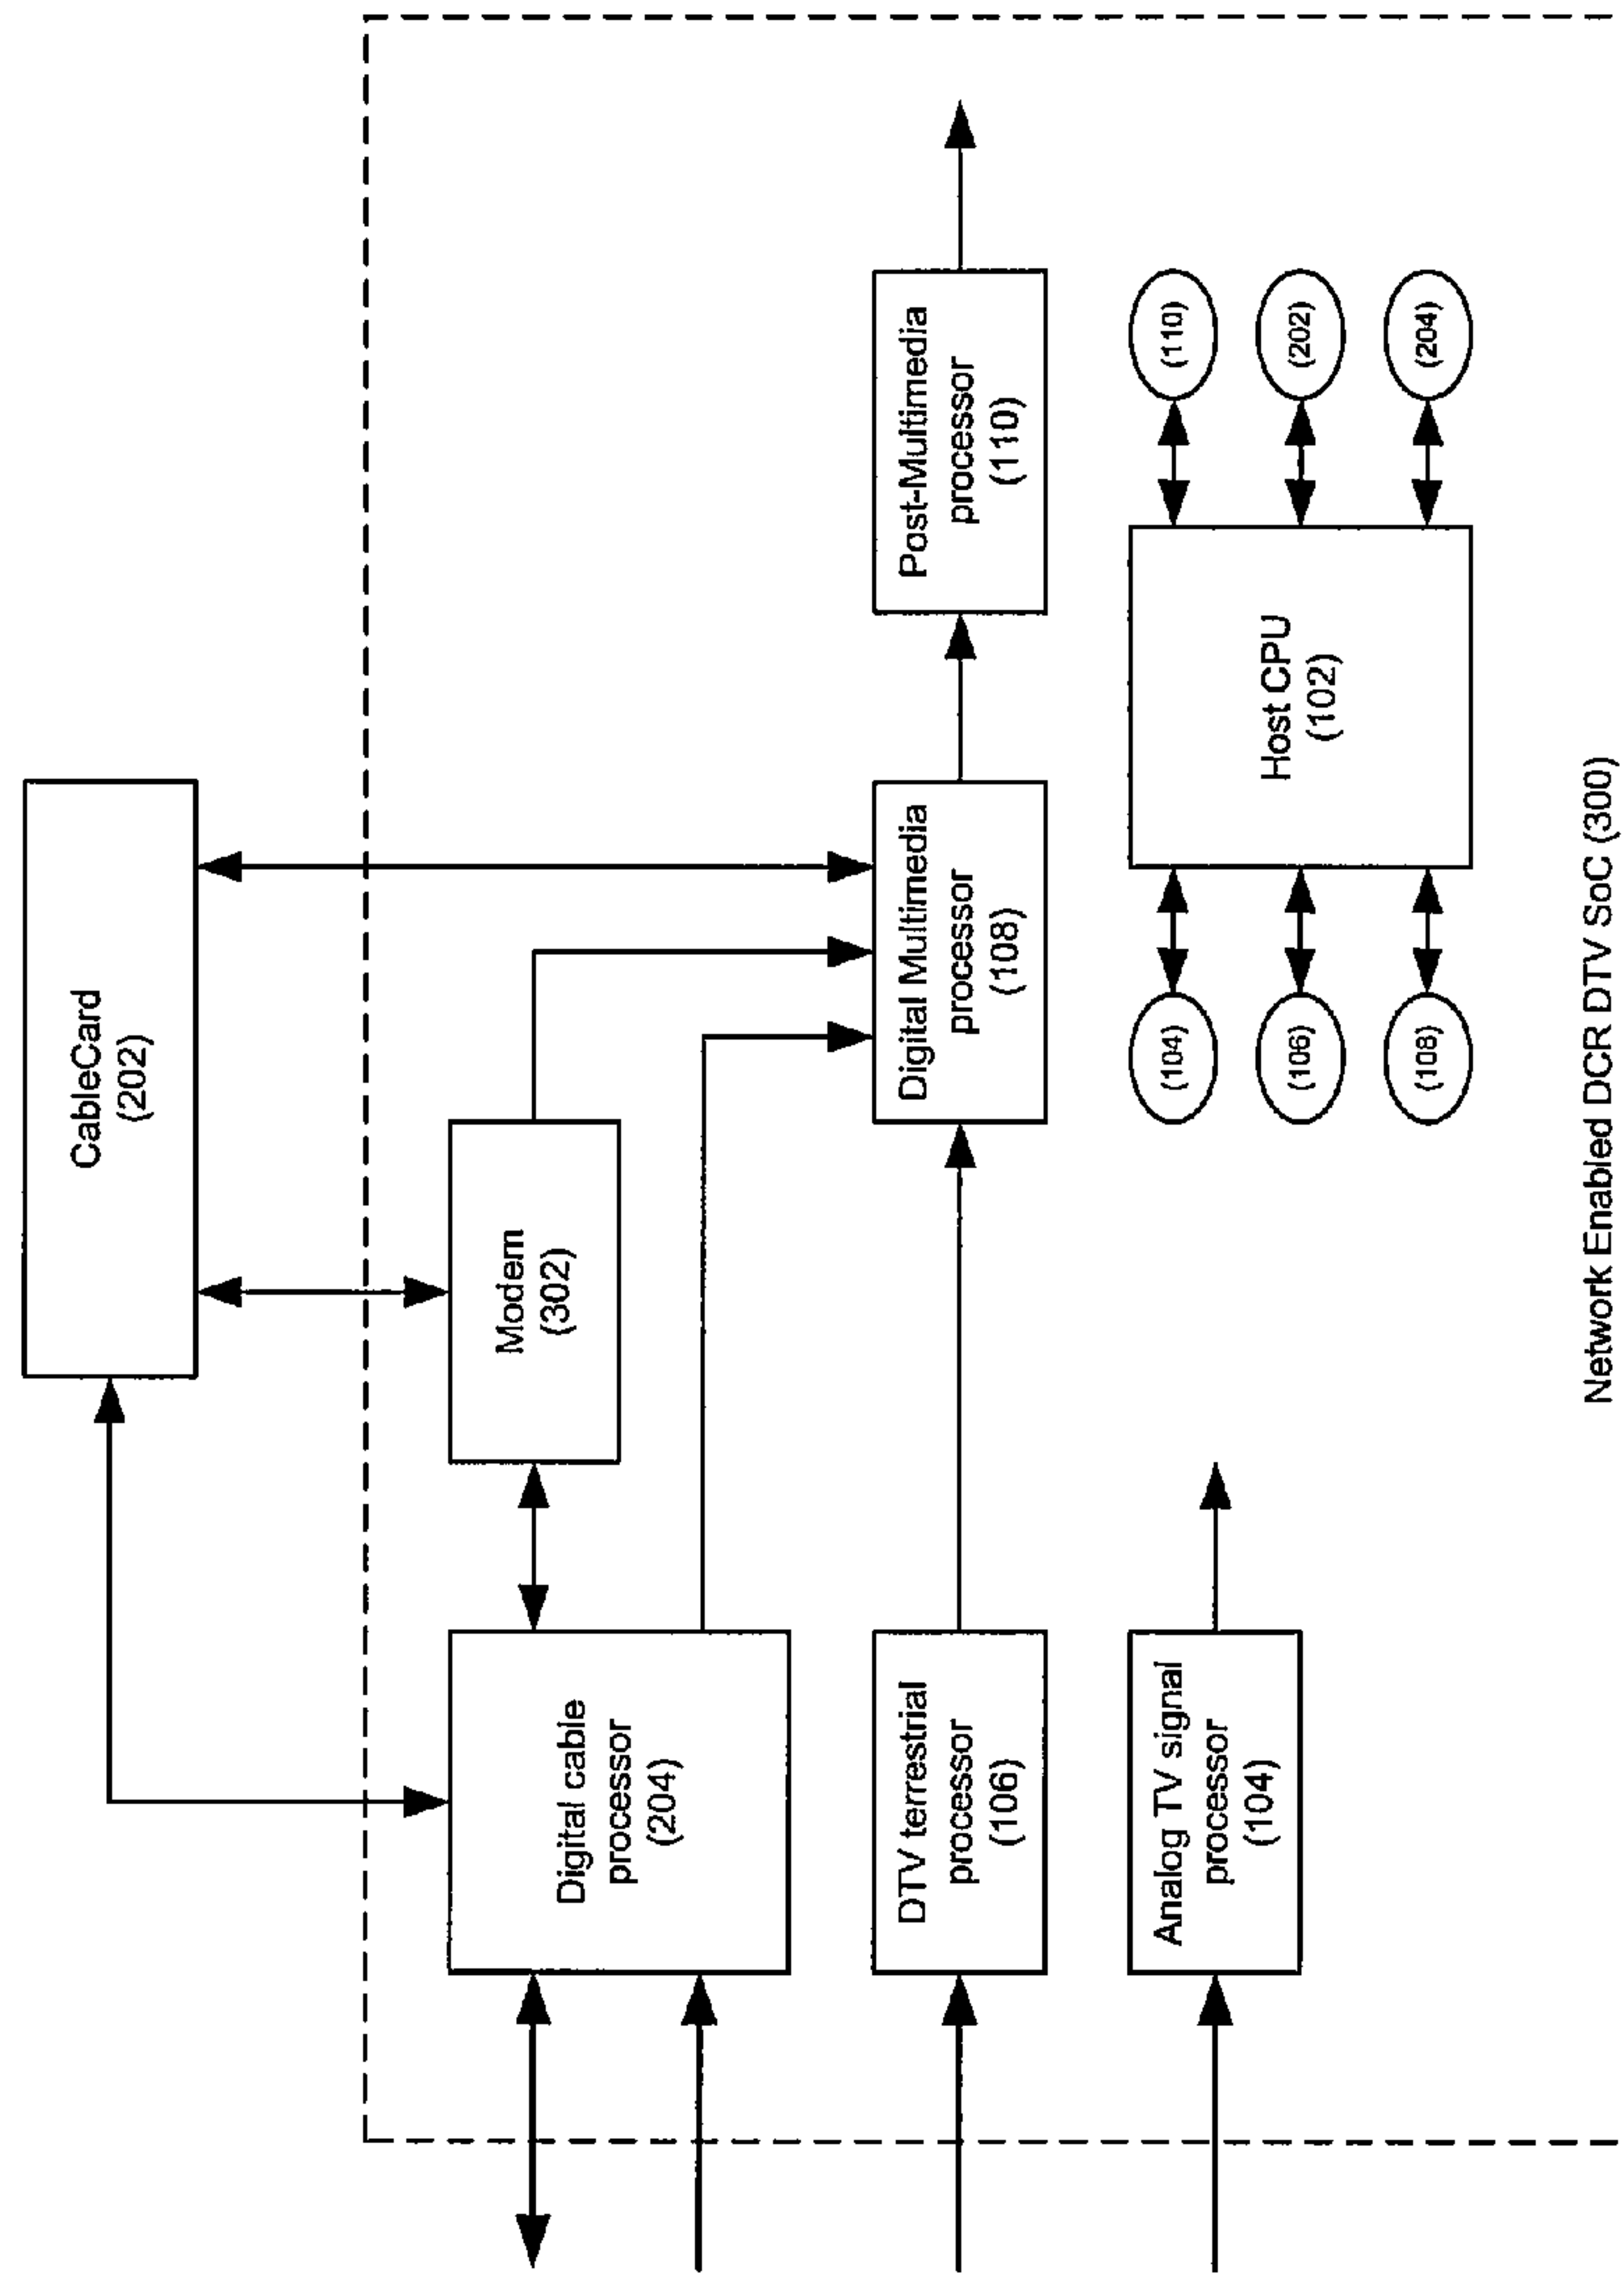 CableCard
(202)
Modem
(302)
Digital cable
processor
(204)
DTV terrestrial
processor
(106)
Digital Multimedia
processor
(108)
Post-Multimedia
processor
(110)
Analog TV signal
processor
(104)
Host CPU
(102)
(104)
(106)
(108)
(110)
(202)
(204)
Network Enabled DCR DTV SoC (300)